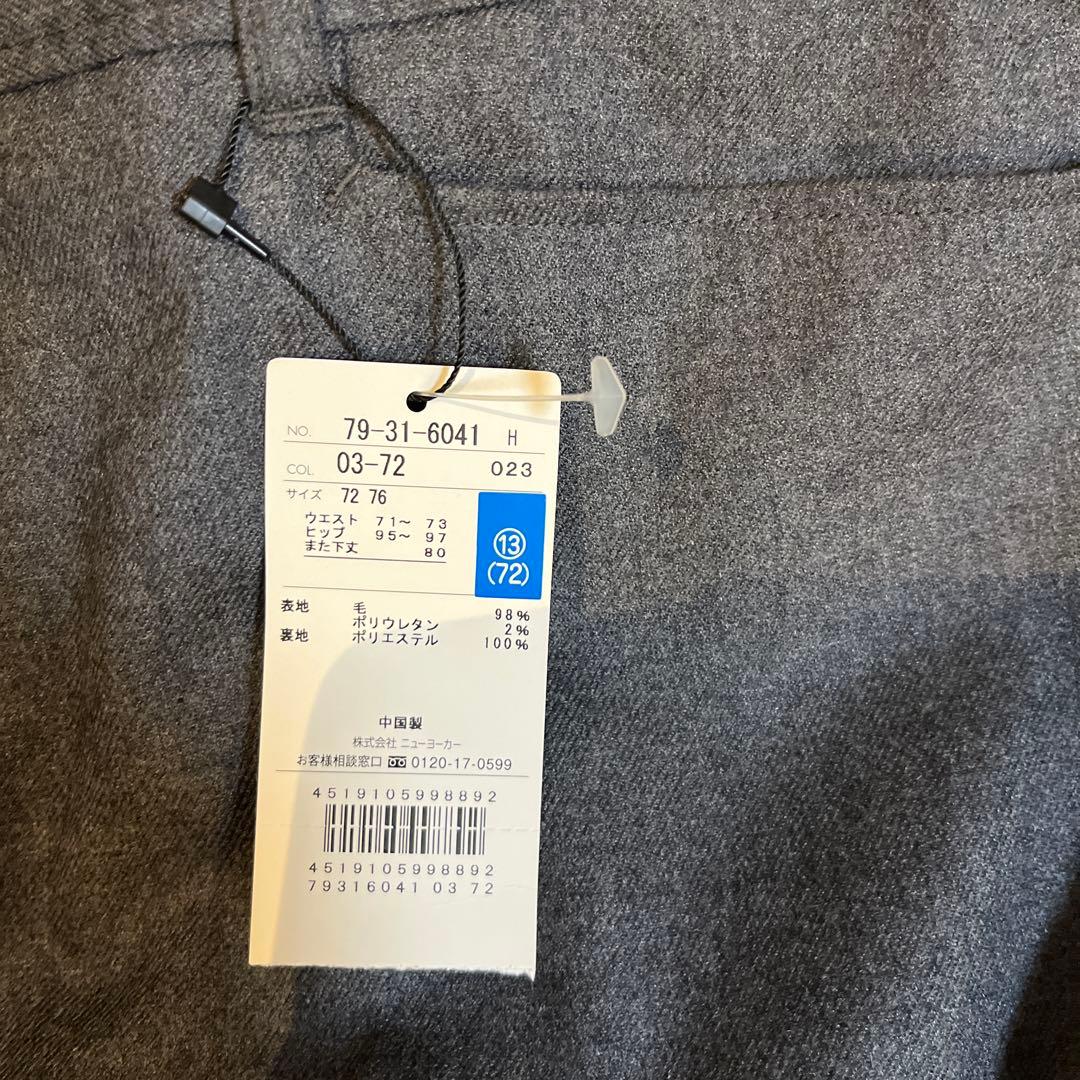 NO. 79-31-6041 H
COL. 03-72 023
サイズ 72 76
ウエスト 71〜 73
ヒップ 95〜 97
また下丈 80
⑬
(72)
表地 毛 98%
ポリウレタン 2%
裏地 ポリエステル 100%
中国製
株式会社 ニューヨーカー
お客様相談窓口 0120-17-0599
4519105998892
4519105998892
79316041 03 72